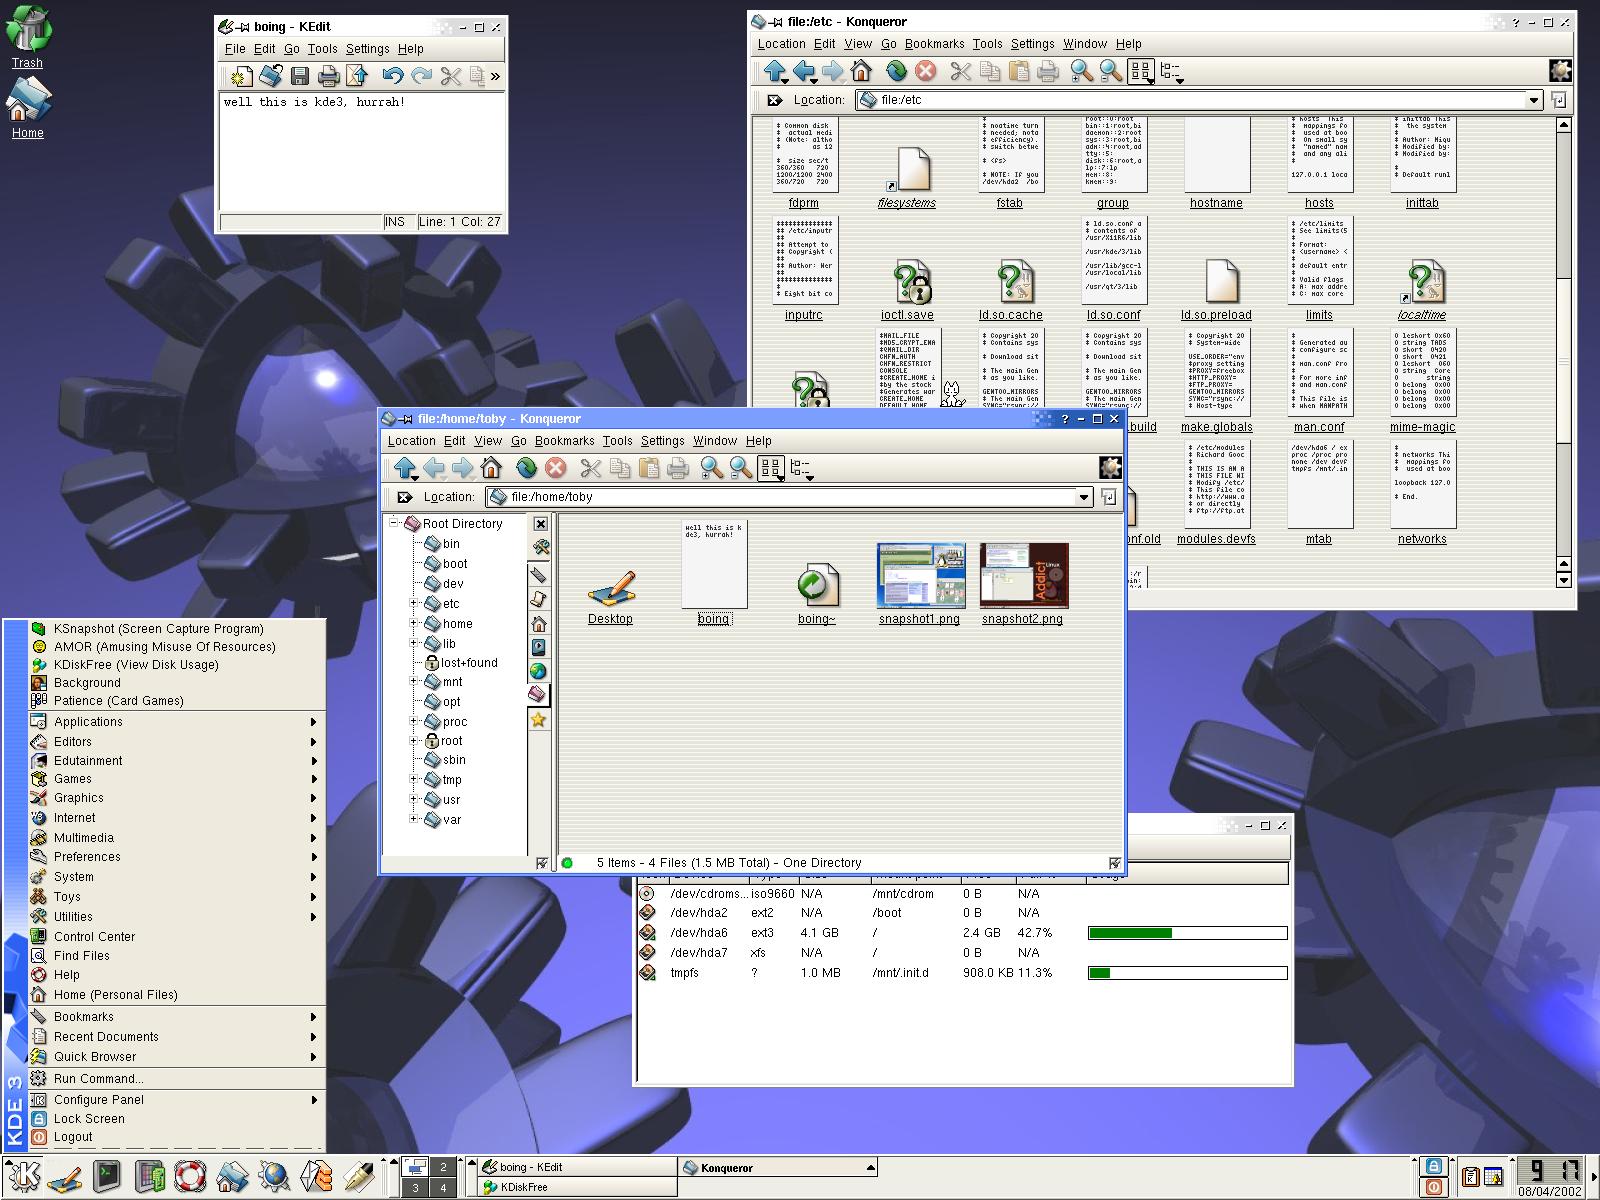 Trash
Home
boing - KEdit
File Edit Go Tools Settings Help
well this is kde3, hurrah!
INS Line: 1 Col: 27
file:/etc - Konqueror
Location Edit View Go Bookmarks Tools Settings Window Help
Location: file:/etc
fdprm filesystems fstab group hostname hosts inittab
inputrc ioctl.save ld.so.cache ld.so.conf ld.so.preload limits localtime
build make.globals man.conf mime-magic
onf.old modules.devfs mtab networks
file:/home/toby - Konqueror
Location Edit View Go Bookmarks Tools Settings Window Help
Location: file:/home/toby
Root Directory
bin
boot
dev
etc
home
lib
lost+found
mnt
opt
proc
root
sbin
tmp
usr
var
well this is k
de3, hurrah!
Desktop boing boing~ snapshot1.png snapshot2.png
5 Items - 4 Files (1.5 MB Total) - One Directory
/dev/cdroms... iso9660 N/A /mnt/cdrom 0 B N/A
/dev/hda2 ext2 N/A /boot 0 B N/A
/dev/hda6 ext3 4.1 GB / 2.4 GB 42.7%
/dev/hda7 xfs N/A / 0 B N/A
tmpfs ? 1.0 MB /mnt/.init.d 908.0 KB 11.3%
KSnapshot (Screen Capture Program)
AMOR (Amusing Misuse Of Resources)
KDiskFree (View Disk Usage)
Background
Patience (Card Games)
Applications
Editors
Edutainment
Games
Graphics
Internet
Multimedia
Preferences
System
Toys
Utilities
Control Center
Find Files
Help
Home (Personal Files)
Bookmarks
Recent Documents
Quick Browser
Run Command...
Configure Panel
Lock Screen
Logout
KDE 3
2
3 4
boing - KEdit
KDiskFree
Konqueror
9 17
08/04/2002